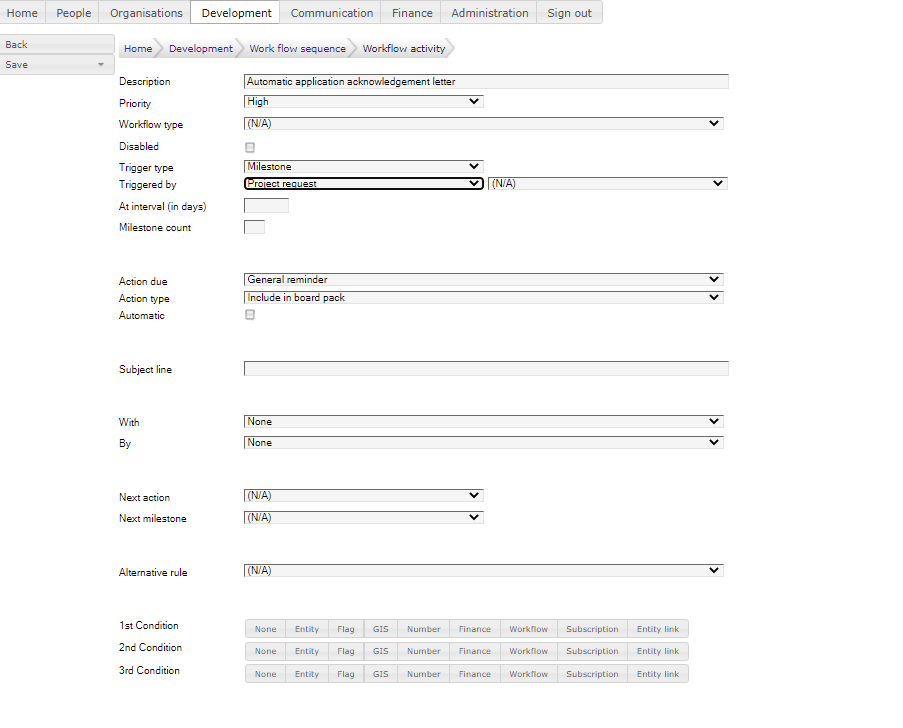 Home People Organisations Development Communication Finance Administration Sign out
Back
Save
Home Development Work flow sequence Workflow activity
Description Automatic application acknowledgement letter
Priority High
Workflow type (N/A)
Disabled
Trigger type Milestone
Triggered by Project request (N/A)
At interval (in days)
Milestone count
Action due General reminder
Action type Include in board pack
Automatic
Subject line
With None
By None
Next action (N/A)
Next milestone (N/A)
Alternative rule (N/A)
1st Condition None Entity Flag GIS Number Finance Workflow Subscription Entity link
2nd Condition None Entity Flag GIS Number Finance Workflow Subscription Entity link
3rd Condition None Entity Flag GIS Number Finance Workflow Subscription Entity link